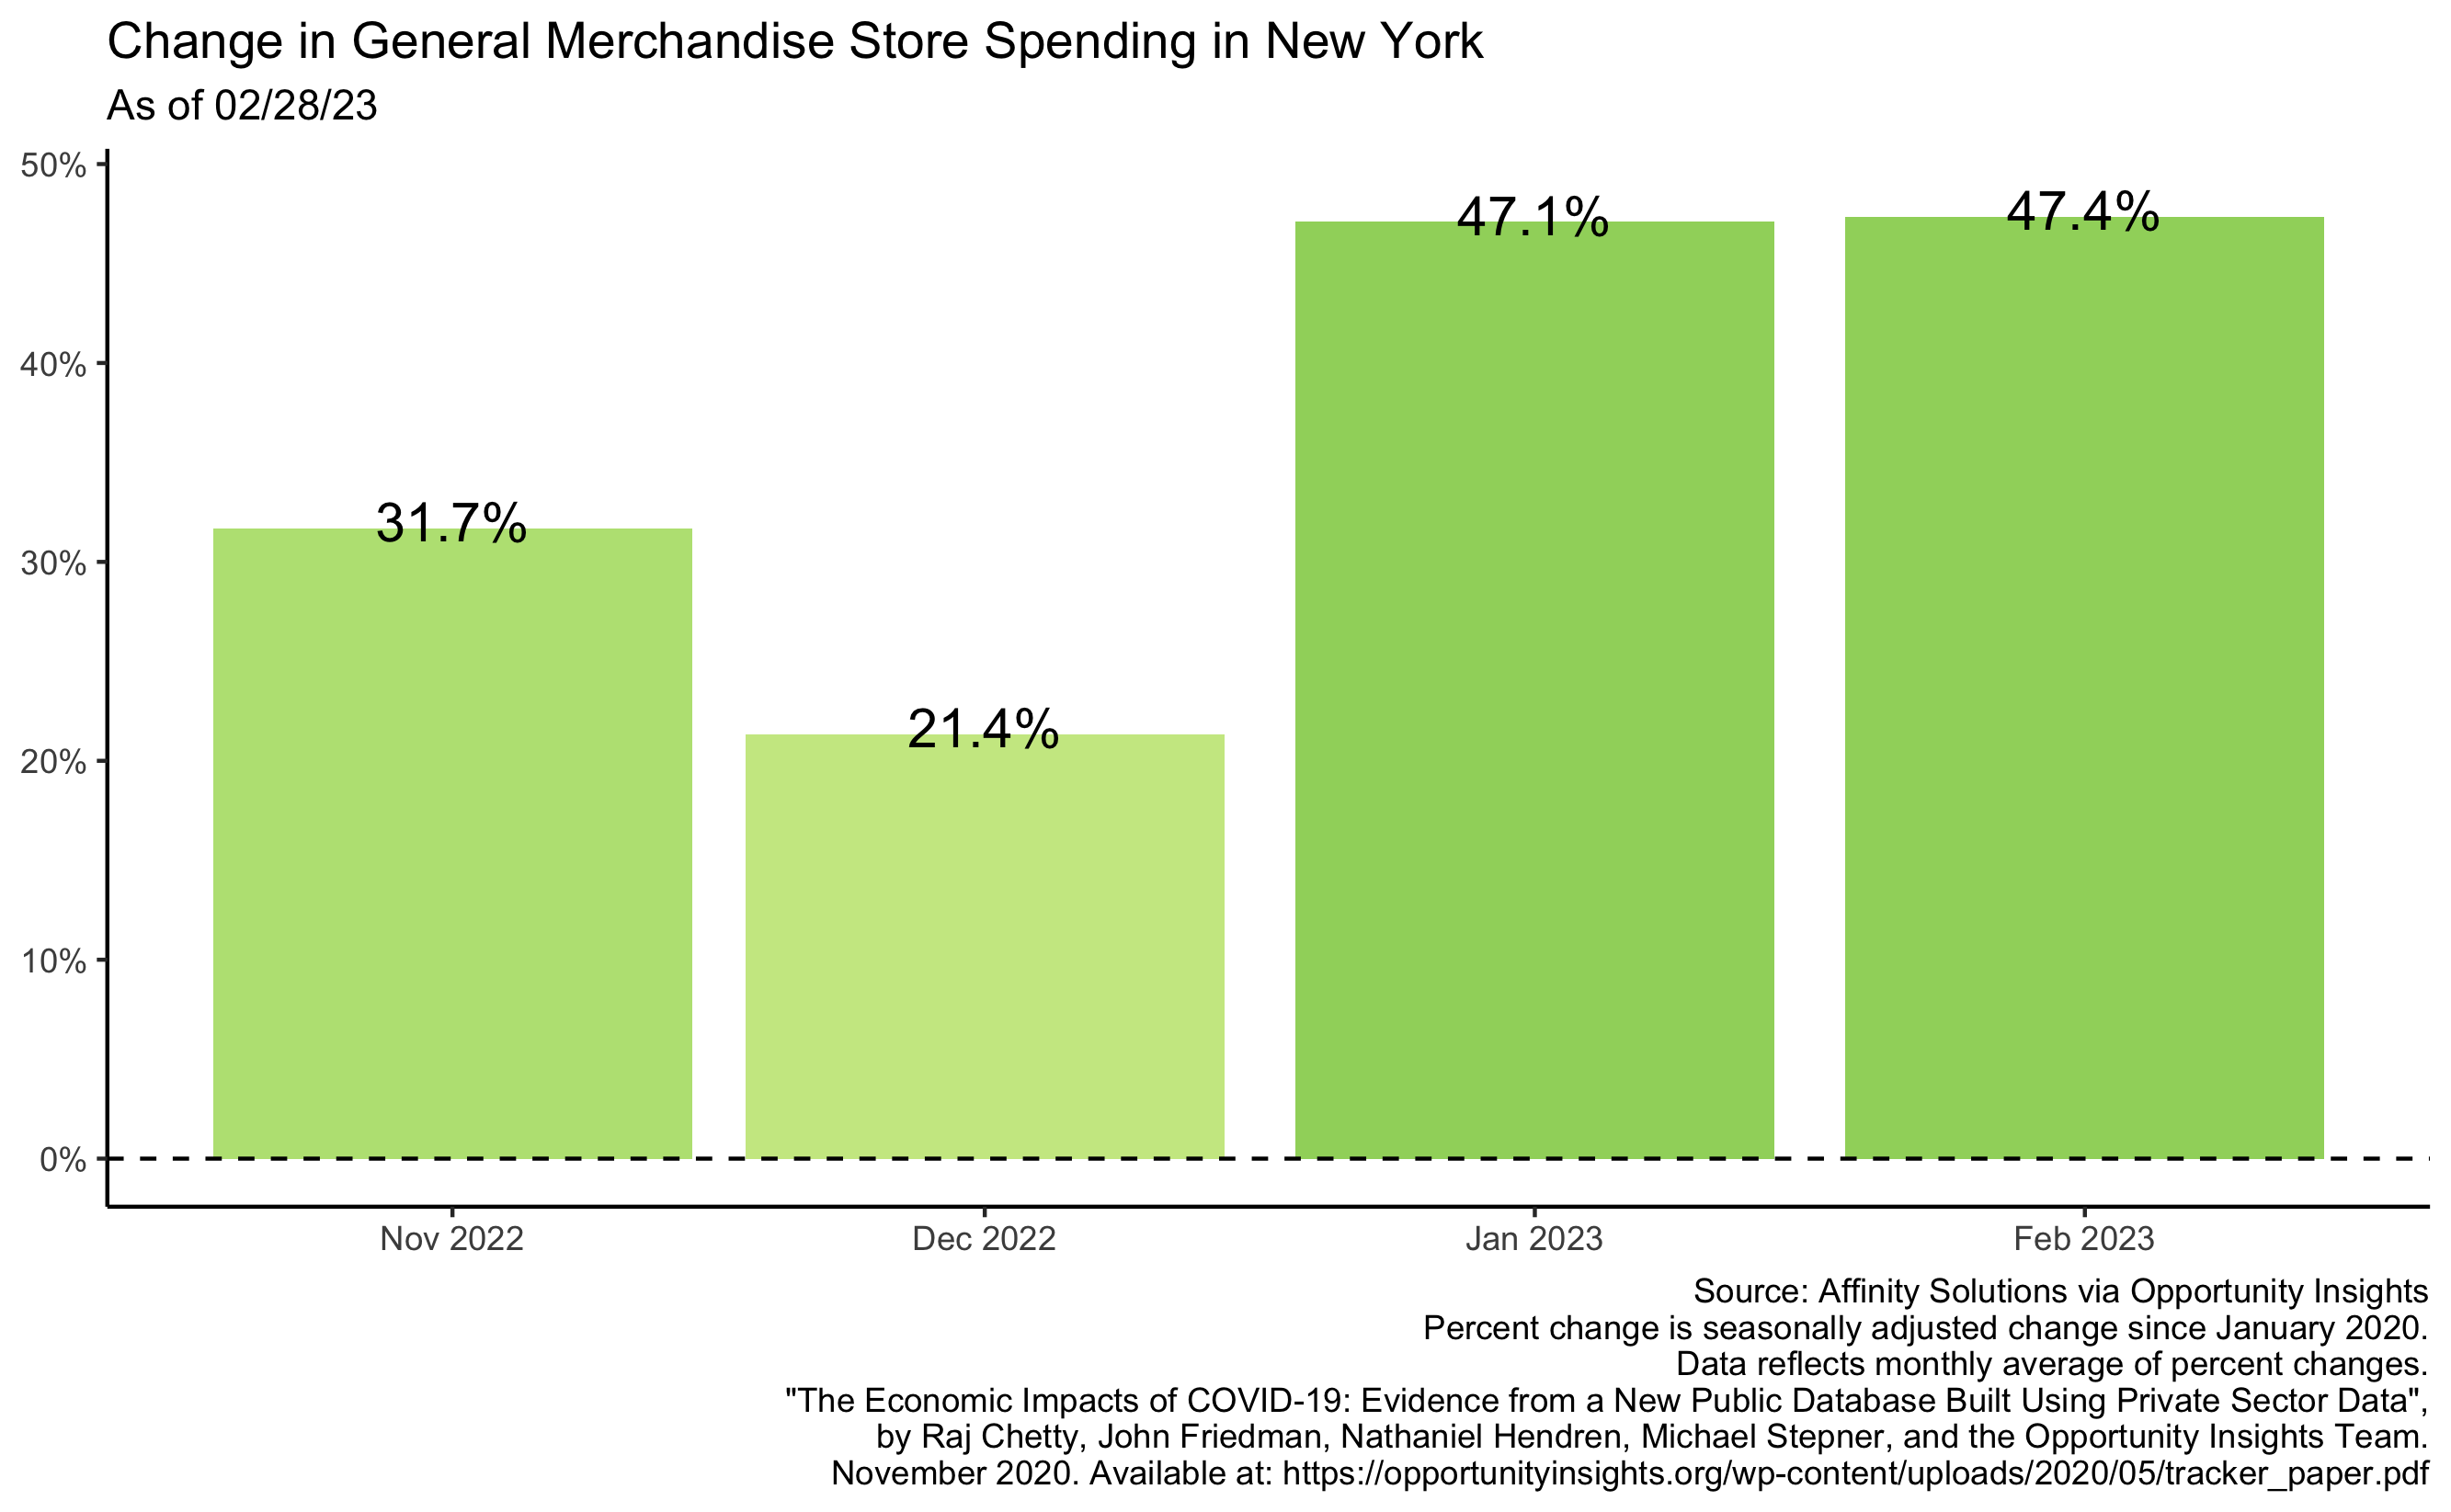 Change in General Merchandise Store Spending in New York
As of 02/28/23
50%
40%
30%
20%
10%
0%
31.7%
21.4%
47.1%
47.4%
Nov 2022
Dec 2022
Jan 2023
Feb 2023
Source: Affinity Solutions via Opportunity Insights
Percent change is seasonally adjusted change since January 2020.
Data reflects monthly average of percent changes.
"The Economic Impacts of COVID-19: Evidence from a New Public Database Built Using Private Sector Data",
by Raj Chetty, John Friedman, Nathaniel Hendren, Michael Stepner, and the Opportunity Insights Team.
November 2020. Available at: https://opportunityinsights.org/wp-content/uploads/2020/05/tracker_paper.pdf